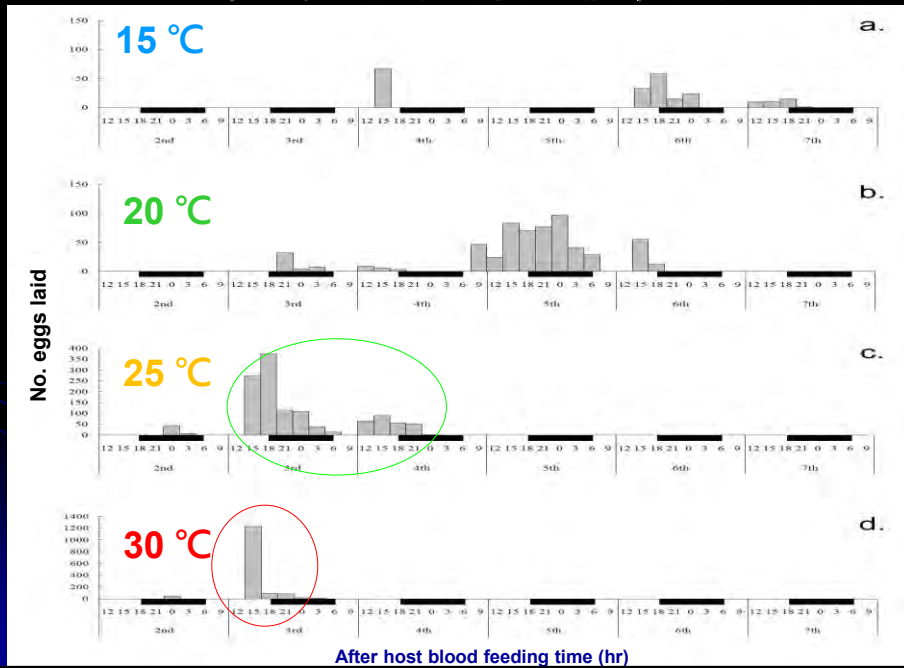 No. eggs laid
15 ℃
a.
150
100
50
0
12 15 18 21 0 3 6 9 12 15 18 21 0 3 6 9 12 15 18 21 0 3 6 9 12 15 18 21 0 3 6 9 12 15 18 21 0 3 6 9 12 15 18 21 0 3 6 9
2nd 3rd 4th 5th 6th 7th
20 ℃
b.
150
100
50
0
12 15 18 21 0 3 6 9 12 15 18 21 0 3 6 9 12 15 18 21 0 3 6 9 12 15 18 21 0 3 6 9 12 15 18 21 0 3 6 9 12 15 18 21 0 3 6 9
2nd 3rd 4th 5th 6th 7th
25 ℃
c.
400
350
300
250
200
150
100
50
0
12 15 18 21 0 3 6 9 12 15 18 21 0 3 6 9 12 15 18 21 0 3 6 9 12 15 18 21 0 3 6 9 12 15 18 21 0 3 6 9 12 15 18 21 0 3 6 9
2nd 3rd 4th 5th 6th 7th
30 ℃
d.
1400
1200
1000
800
600
400
200
0
12 15 18 21 0 3 6 9 12 15 18 21 0 3 6 9 12 15 18 21 0 3 6 9 12 15 18 21 0 3 6 9 12 15 18 21 0 3 6 9 12 15 18 21 0 3 6 9
2nd 3rd 4th 5th 6th 7th
After host blood feeding time (hr)